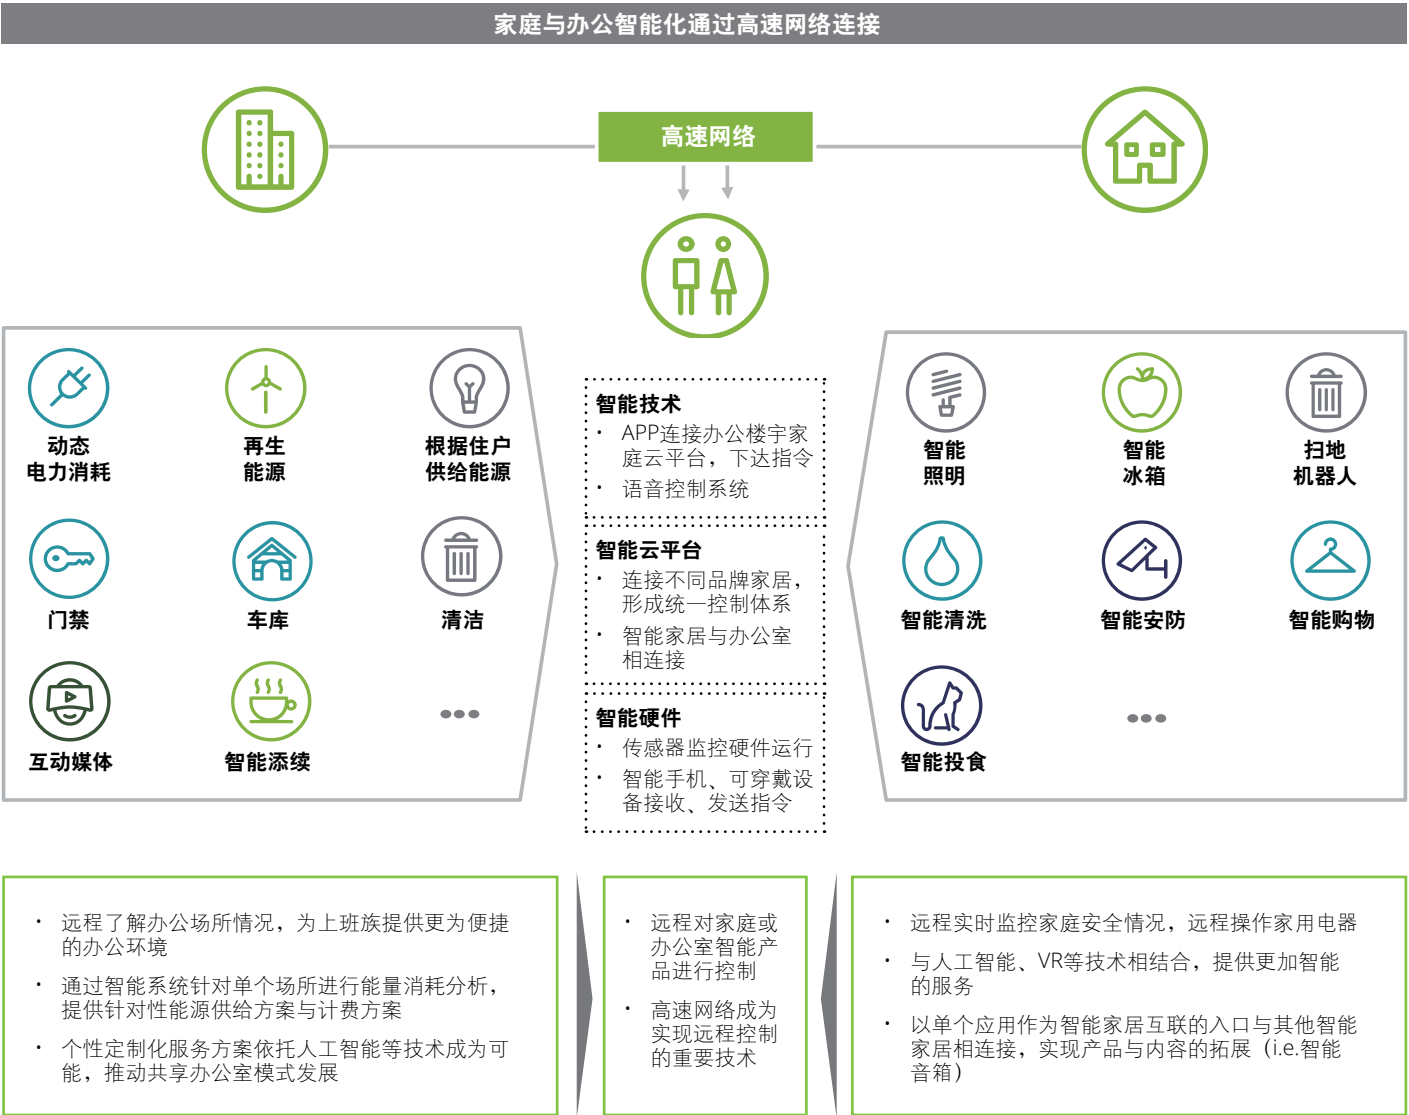 家庭与办公智能化通过高速网络连接
高速网络
动态
电力消耗
再生
能源
根据住户
供给能源
门禁
车库
清洁
互动媒体
智能添续
智能技术
· APP连接办公楼宇家
庭云平台，下达指令
· 语音控制系统
智能云平台
· 连接不同品牌家居，
形成统一控制体系
· 智能家居与办公室
相连接
智能硬件
· 传感器监控硬件运行
· 智能手机、可穿戴设
备接收、发送指令
智能
照明
智能
冰箱
扫地
机器人
智能清洗
智能安防
智能购物
智能投食
· 远程了解办公场所情况，为上班族提供更为便捷
的办公环境
· 通过智能系统针对单个场所进行能量消耗分析，
提供针对性能源供给方案与计费方案
· 个性定制化服务方案依托人工智能等技术成为可
能，推动共享办公室模式发展
· 远程对家庭或
办公室智能产
品进行控制
· 高速网络成为
实现远程控制
的重要技术
· 远程实时监控家庭安全情况，远程操作家用电器
· 与人工智能、VR等技术相结合，提供更加智能
的服务
· 以单个应用作为智能家居互联的入口与其他智能
家居相连接，实现产品与内容的拓展（i.e.智能
音箱）